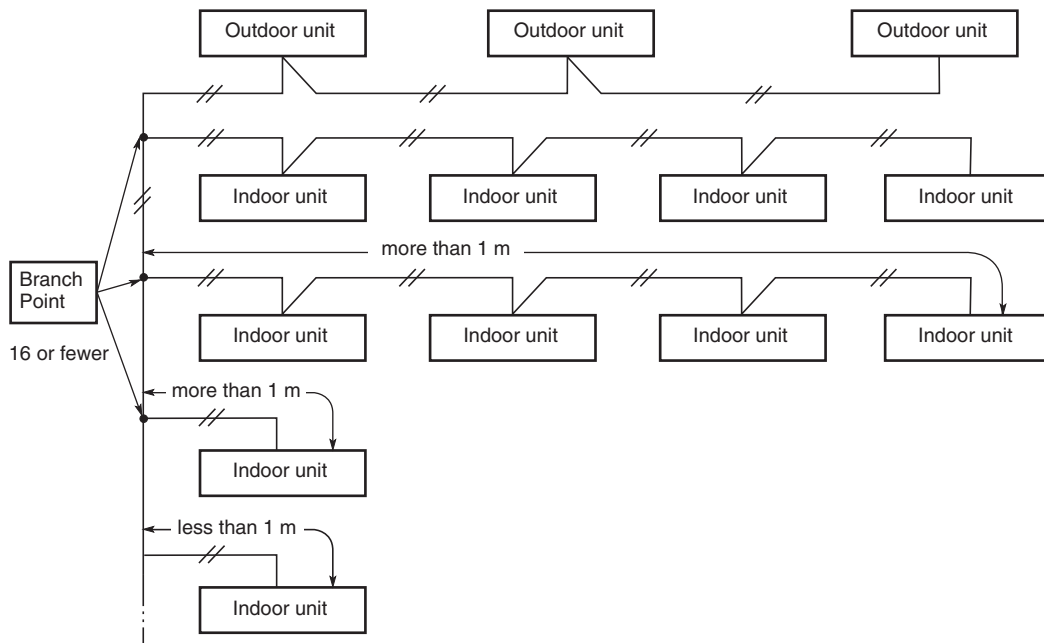 Outdoor unit Outdoor unit Outdoor unit
Indoor unit Indoor unit Indoor unit Indoor unit
more than 1 m
Branch
Point
Indoor unit Indoor unit Indoor unit Indoor unit
16 or fewer
more than 1 m
Indoor unit
less than 1 m
Indoor unit